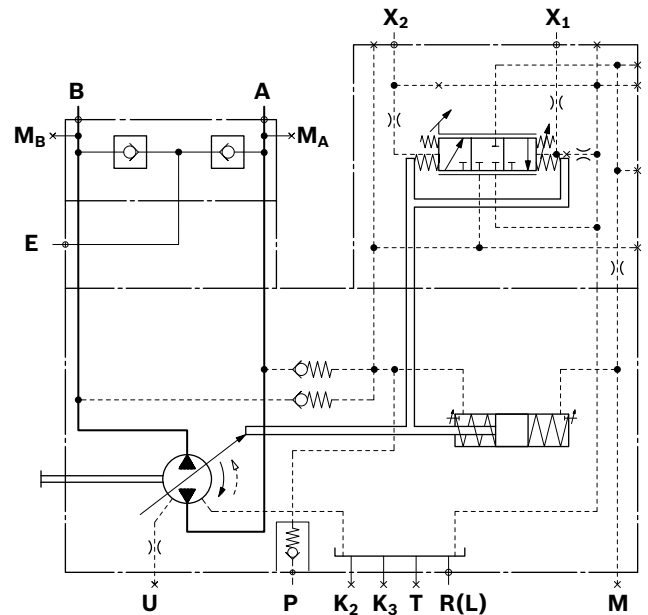 X₂ X₁
B A
M_B M_A
E
U P K₂ K₃ T R(L) M